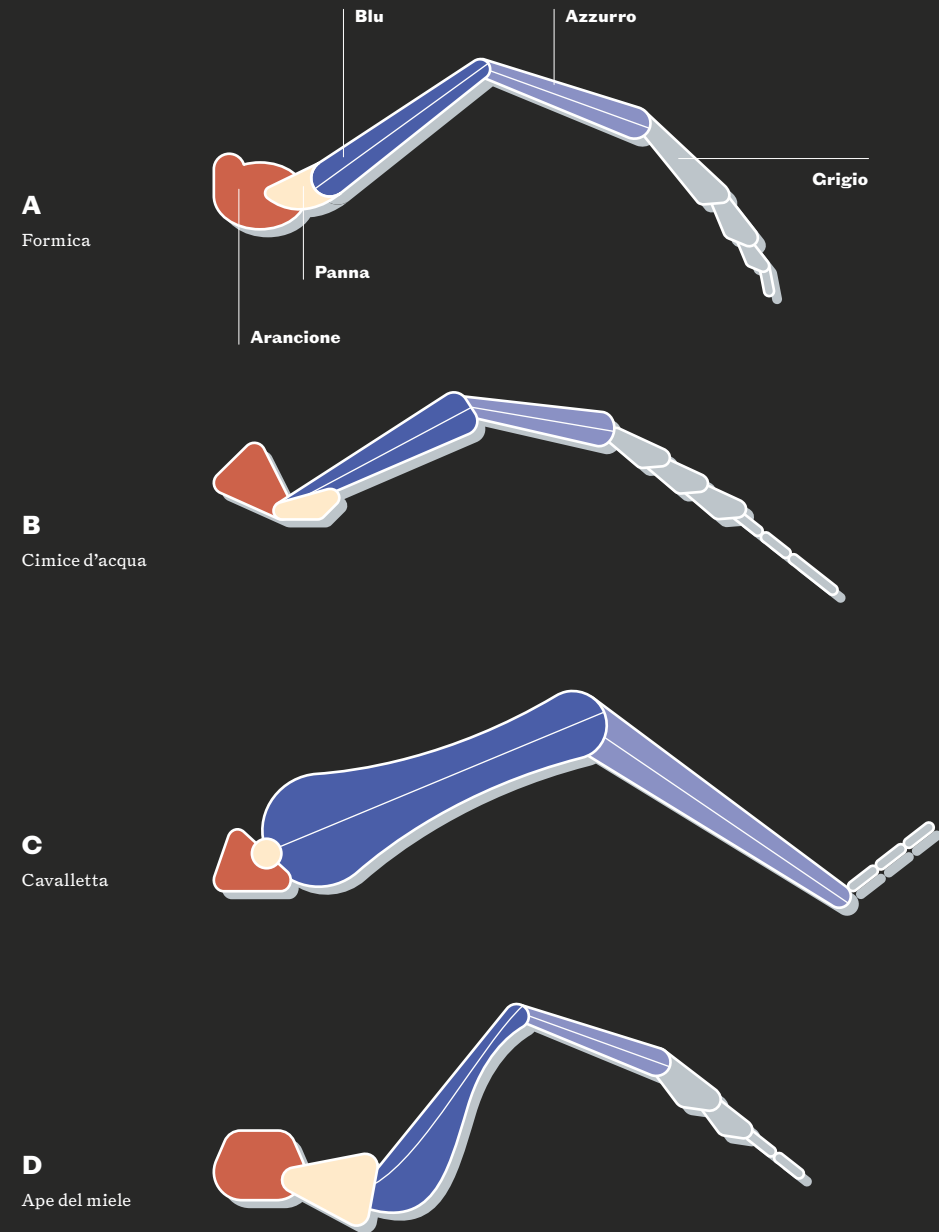 Blu
Azzurro
Grigio
A
Formica
Panna
Arancione
B
Cimice d’acqua
C
Cavalletta
D
Ape del miele